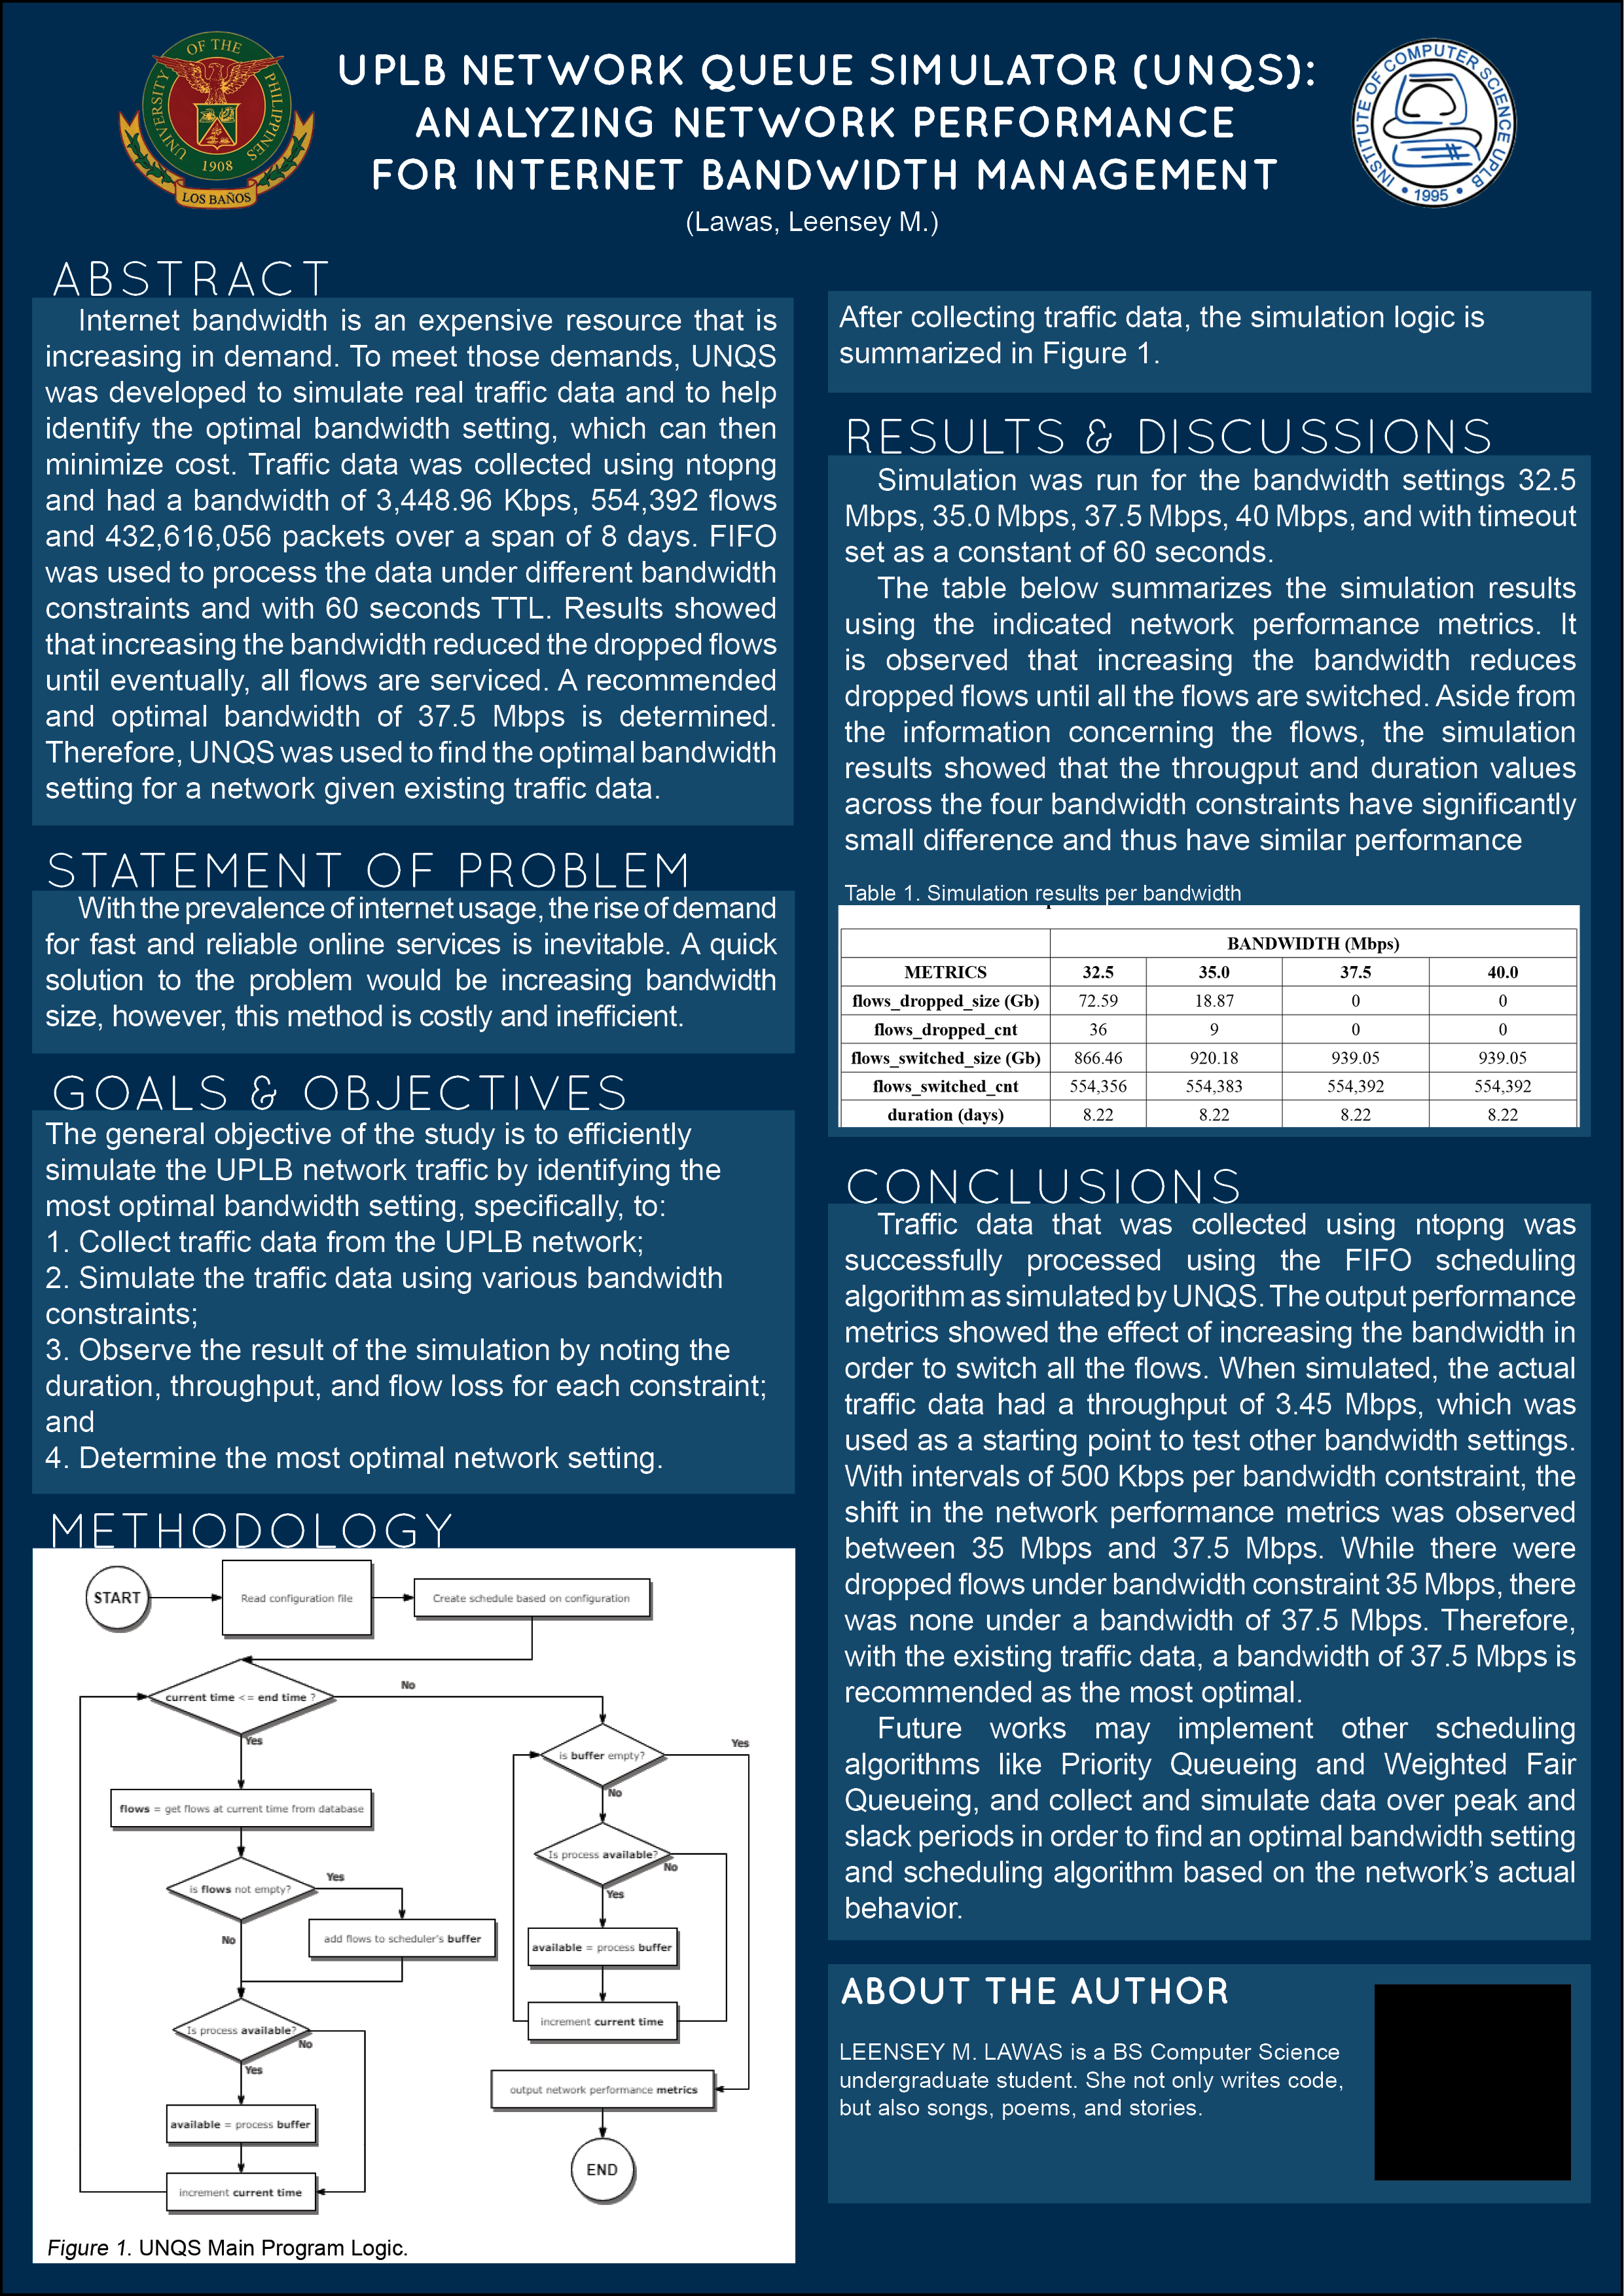 UNIVERSITY OF THE PHILIPPINES
1908
LOS BAÑOS
UPLB NETWORK QUEUE SIMULATOR (UNQS):
ANALYZING NETWORK PERFORMANCE
FOR INTERNET BANDWIDTH MANAGEMENT
(Lawas, Leensey M.)
INSTITUTE OF COMPUTER SCIENCE UPLB
• 1995 •
ABSTRACT
Internet bandwidth is an expensive resource that is
increasing in demand. To meet those demands, UNQS
was developed to simulate real traffic data and to help
identify the optimal bandwidth setting, which can then
minimize cost. Traffic data was collected using ntopng
and had a bandwidth of 3,448.96 Kbps, 554,392 flows
and 432,616,056 packets over a span of 8 days. FIFO
was used to process the data under different bandwidth
constraints and with 60 seconds TTL. Results showed
that increasing the bandwidth reduced the dropped flows
until eventually, all flows are serviced. A recommended
and optimal bandwidth of 37.5 Mbps is determined.
Therefore, UNQS was used to find the optimal bandwidth
setting for a network given existing traffic data.
STATEMENT OF PROBLEM
With the prevalence of internet usage, the rise of demand
for fast and reliable online services is inevitable. A quick
solution to the problem would be increasing bandwidth
size, however, this method is costly and inefficient.
GOALS & OBJECTIVES
The general objective of the study is to efficiently
simulate the UPLB network traffic by identifying the
most optimal bandwidth setting, specifically, to:
1. Collect traffic data from the UPLB network;
2. Simulate the traffic data using various bandwidth
constraints;
3. Observe the result of the simulation by noting the
duration, throughput, and flow loss for each constraint;
and
4. Determine the most optimal network setting.
METHODOLOGY
START
Read configuration file
Create schedule based on configuration
current time <= end time ?
No
Yes
flows = get flows at current time from database
is flows not empty?
Yes
No
add flows to scheduler's buffer
Is process available?
No
Yes
available = process buffer
increment current time
is buffer empty?
Yes
No
Is process available?
No
Yes
available = process buffer
increment current time
output network performance metrics
END
Figure 1. UNQS Main Program Logic.
After collecting traffic data, the simulation logic is
summarized in Figure 1.
RESULTS & DISCUSSIONS
Simulation was run for the bandwidth settings 32.5
Mbps, 35.0 Mbps, 37.5 Mbps, 40 Mbps, and with timeout
set as a constant of 60 seconds.
The table below summarizes the simulation results
using the indicated network performance metrics. It
is observed that increasing the bandwidth reduces
dropped flows until all the flows are switched. Aside from
the information concerning the flows, the simulation
results showed that the througput and duration values
across the four bandwidth constraints have significantly
small difference and thus have similar performance
Table 1. Simulation results per bandwidth
BANDWIDTH (Mbps)
METRICS 32.5 35.0 37.5 40.0
flows_dropped_size (Gb) 72.59 18.87 0 0
flows_dropped_cnt 36 9 0 0
flows_switched_size (Gb) 866.46 920.18 939.05 939.05
flows_switched_cnt 554,356 554,383 554,392 554,392
duration (days) 8.22 8.22 8.22 8.22
CONCLUSIONS
Traffic data that was collected using ntopng was
successfully processed using the FIFO scheduling
algorithm as simulated by UNQS. The output performance
metrics showed the effect of increasing the bandwidth in
order to switch all the flows. When simulated, the actual
traffic data had a throughput of 3.45 Mbps, which was
used as a starting point to test other bandwidth settings.
With intervals of 500 Kbps per bandwidth contstraint, the
shift in the network performance metrics was observed
between 35 Mbps and 37.5 Mbps. While there were
dropped flows under bandwidth constraint 35 Mbps, there
was none under a bandwidth of 37.5 Mbps. Therefore,
with the existing traffic data, a bandwidth of 37.5 Mbps is
recommended as the most optimal.
Future works may implement other scheduling
algorithms like Priority Queueing and Weighted Fair
Queueing, and collect and simulate data over peak and
slack periods in order to find an optimal bandwidth setting
and scheduling algorithm based on the network’s actual
behavior.
ABOUT THE AUTHOR
LEENSEY M. LAWAS is a BS Computer Science
undergraduate student. She not only writes code,
but also songs, poems, and stories.